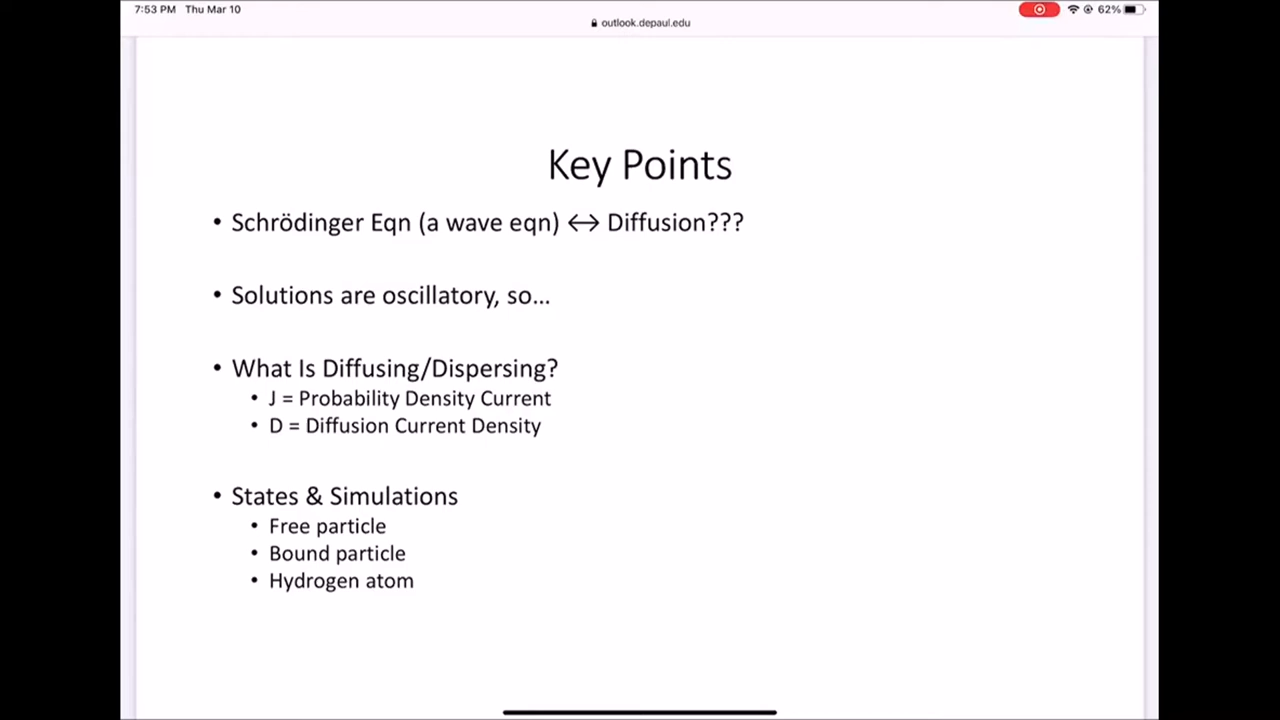 7:53 PM Thu Mar 10
62%
outlook.depaul.edu
Key Points
• Schrödinger Eqn (a wave eqn) ↔ Diffusion???
• Solutions are oscillatory, so...
• What Is Diffusing/Dispersing?
• J = Probability Density Current
• D = Diffusion Current Density
• States & Simulations
• Free particle
• Bound particle
• Hydrogen atom